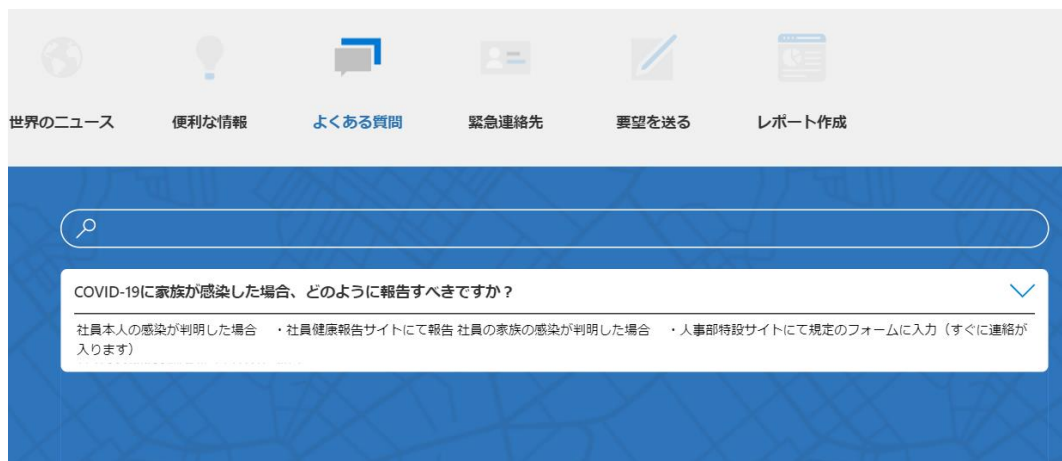 世界のニュース
便利な情報
よくある質問
緊急連絡先
要望を送る
レポート作成
COVID-19に家族が感染した場合、どのように報告すべきですか？
社員本人の感染が判明した場合　・社員健康報告サイトにて報告 社員の家族の感染が判明した場合　・人事部特設サイトにて規定のフォームに入力（すぐに連絡が
入ります）